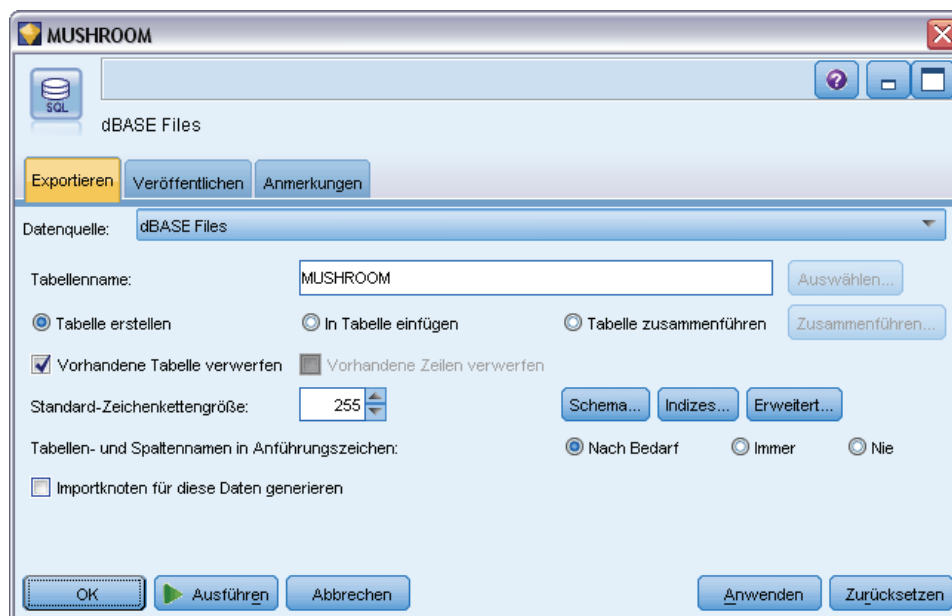 MUSHROOM
SQL
dBASE Files
Exportieren Veröffentlichen Anmerkungen
Datenquelle: dBASE Files
Tabellenname: MUSHROOM Auswählen...
Tabelle erstellen In Tabelle einfügen Tabelle zusammenführen Zusammenführen...
Vorhandene Tabelle verwerfen Vorhandene Zeilen verwerfen
Standard-Zeichenkettengröße: 255 Schema... Indizes... Erweitert...
Tabellen- und Spaltennamen in Anführungszeichen: Nach Bedarf Immer Nie
Importknoten für diese Daten generieren
OK Ausführen Abbrechen Anwenden Zurücksetzen